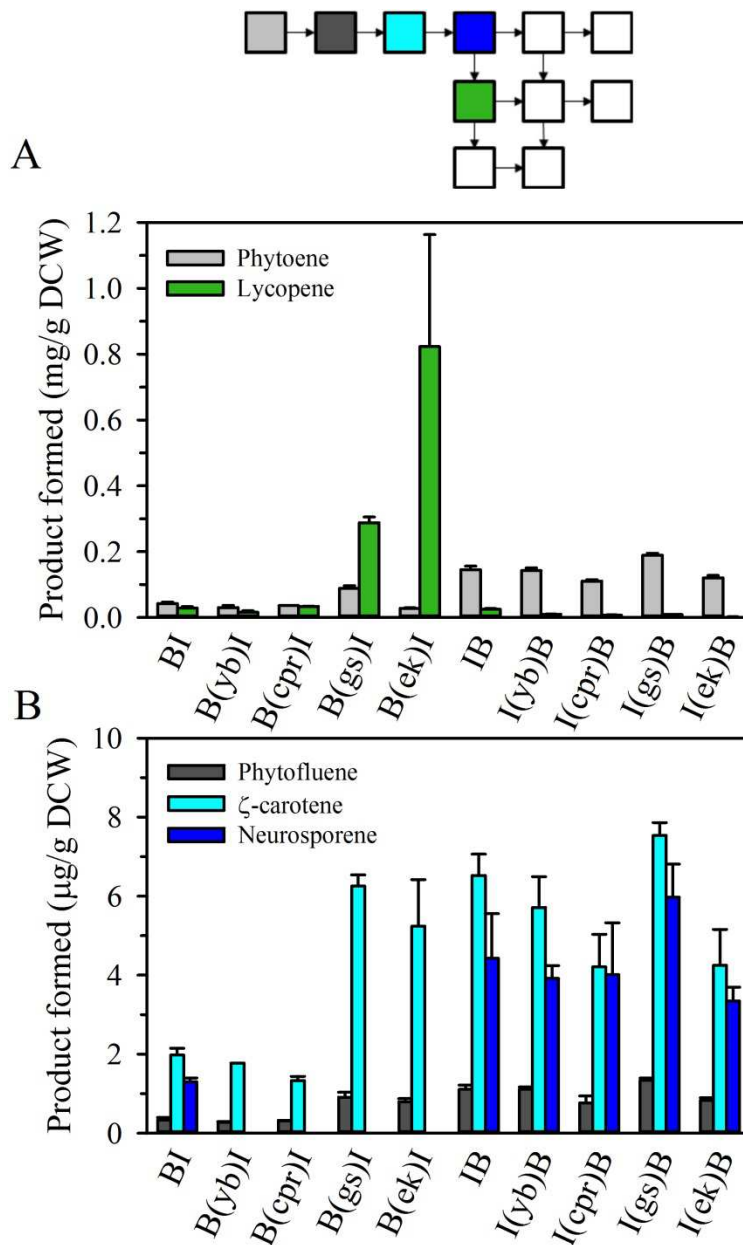 A
Product formed (mg/g DCW)
1.2
1.0
0.8
0.6
0.4
0.2
0.0
Phytoene
Lycopene
BI
B(yb)I
B(cpr)I
B(gs)I
B(ek)I
IB
I(yb)B
I(cpr)B
I(gs)B
I(ek)B
B
Product formed (µg/g DCW)
10
8
6
4
2
0
Phytofluene
ζ-carotene
Neurosporene
BI
B(yb)I
B(cpr)I
B(gs)I
B(ek)I
IB
I(yb)B
I(cpr)B
I(gs)B
I(ek)B